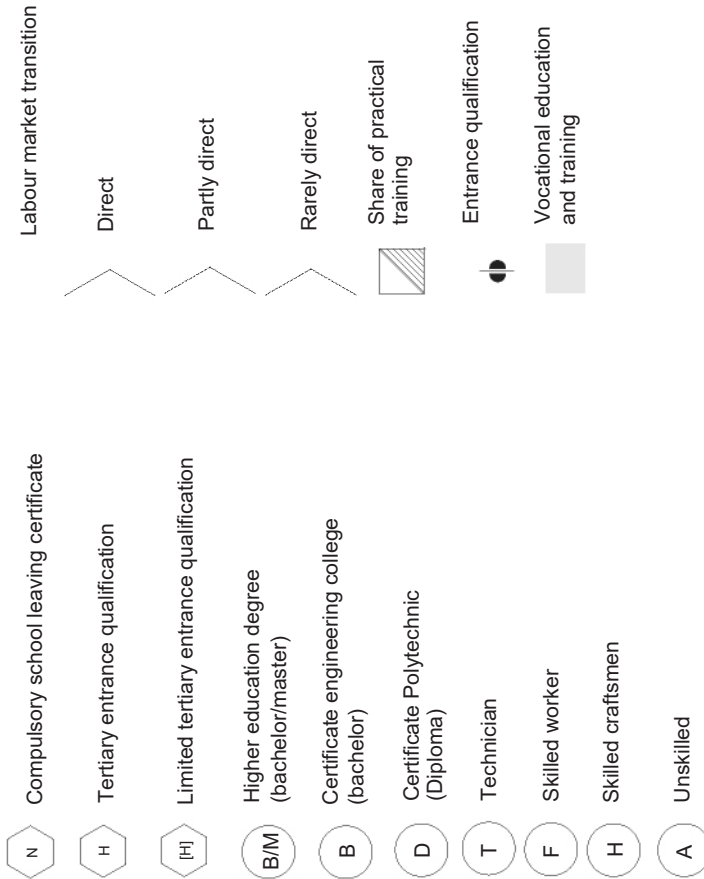 N
Compulsory school leaving certificate
H
Tertiary entrance qualification
[H]
Limited tertiary entrance qualification
B/M
Higher education degree
(bachelor/master)
B
Certificate engineering college
(bachelor)
D
Certificate Polytechnic
(Diploma)
T
Technician
F
Skilled worker
H
Skilled craftsmen
A
Unskilled
Labour market transition
Direct
Partly direct
Rarely direct
Share of practical
training
Entrance qualification
Vocational education
and training